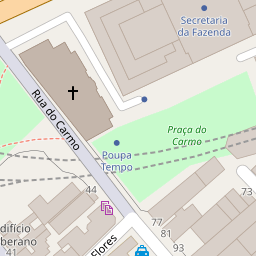 Secretaria
da Fazenda
Rua do Carmo
Praça do
Carmo
Poupa
Tempo
44
41
77
81
93
73
difício
berano
Flores